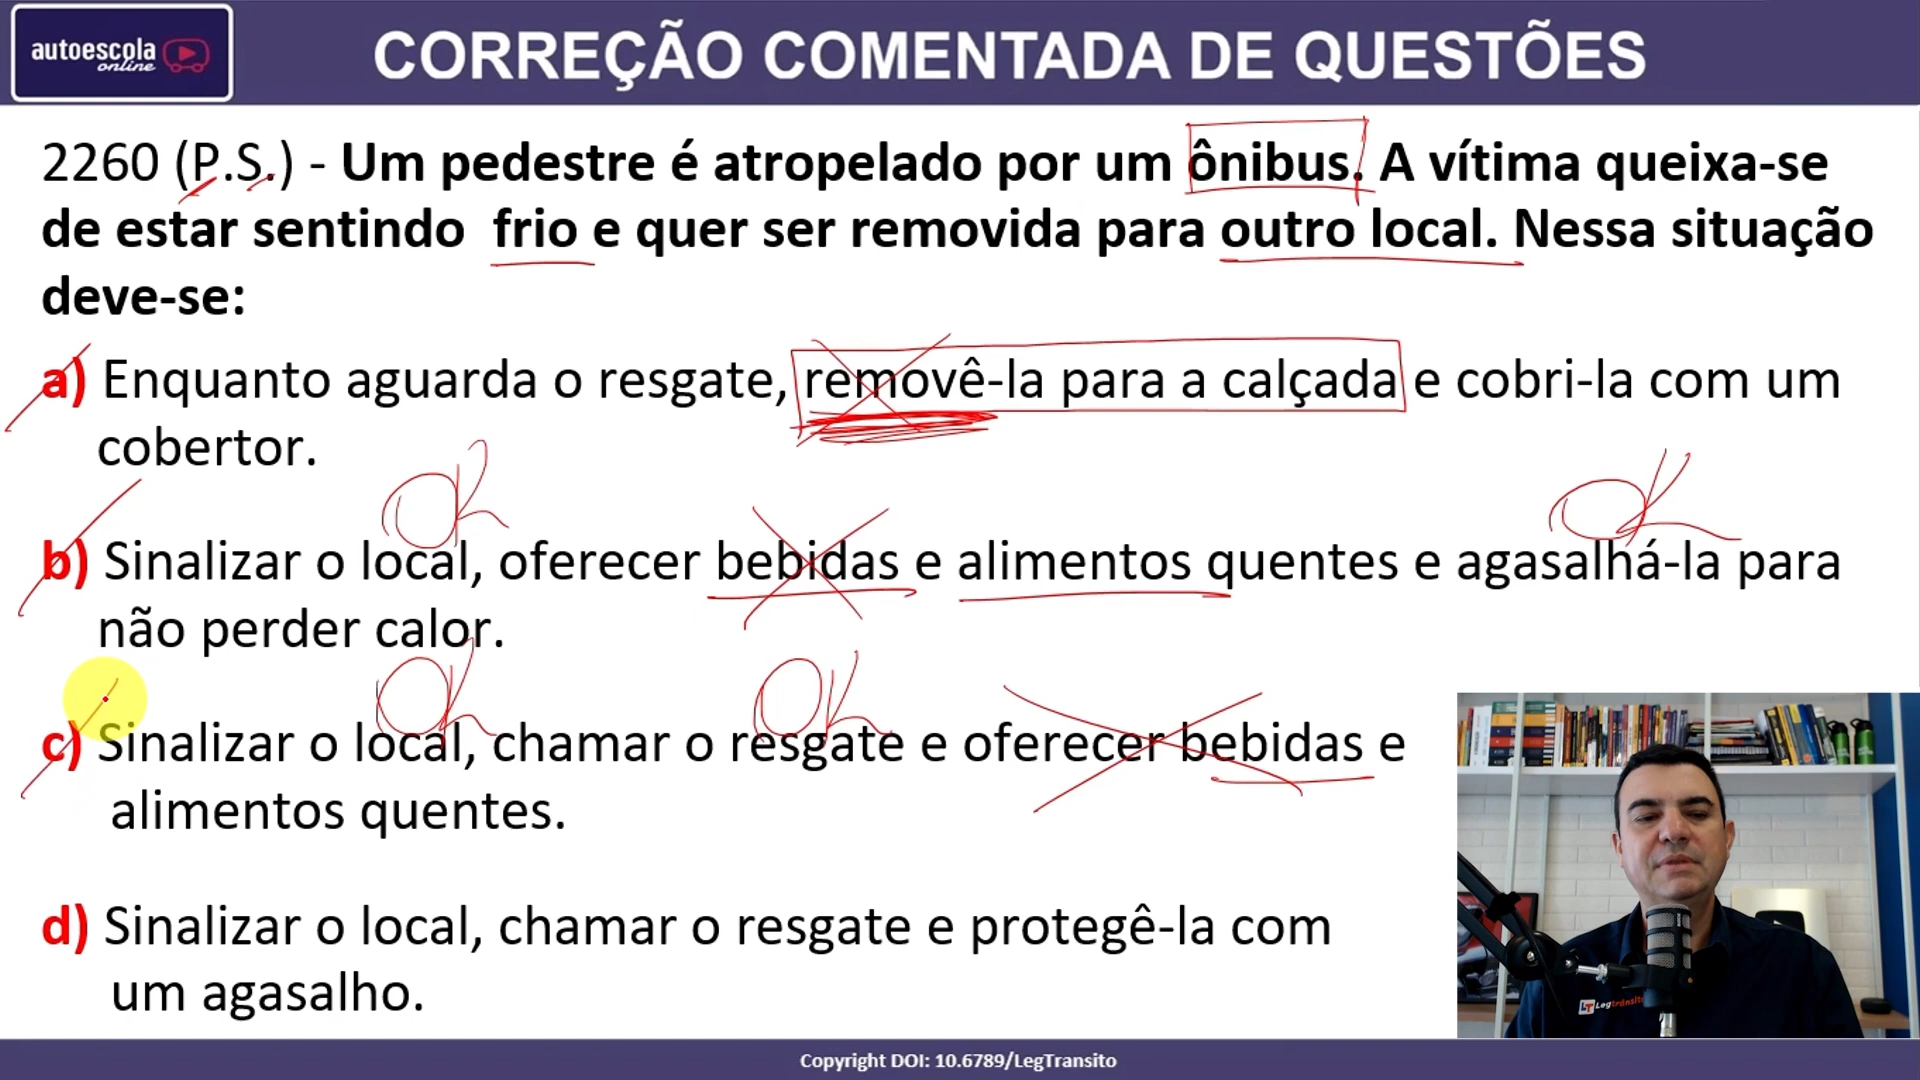 autoescola
online
CORREÇÃO COMENTADA DE QUESTÕES
2260 (P.S.) - Um pedestre é atropelado por um ônibus. A vítima queixa-se
de estar sentindo frio e quer ser removida para outro local. Nessa situação
deve-se:
a) Enquanto aguarda o resgate, removê-la para a calçada e cobri-la com um
cobertor.
Ok
Ok
b) Sinalizar o local, oferecer bebidas e alimentos quentes e agasalhá-la para
não perder calor.
Ok
Ok
c) Sinalizar o local, chamar o resgate e oferecer bebidas e
alimentos quentes.
d) Sinalizar o local, chamar o resgate e protegê-la com
um agasalho.
LT Legtrânsito
Copyright DOI: 10.6789/LegTransito